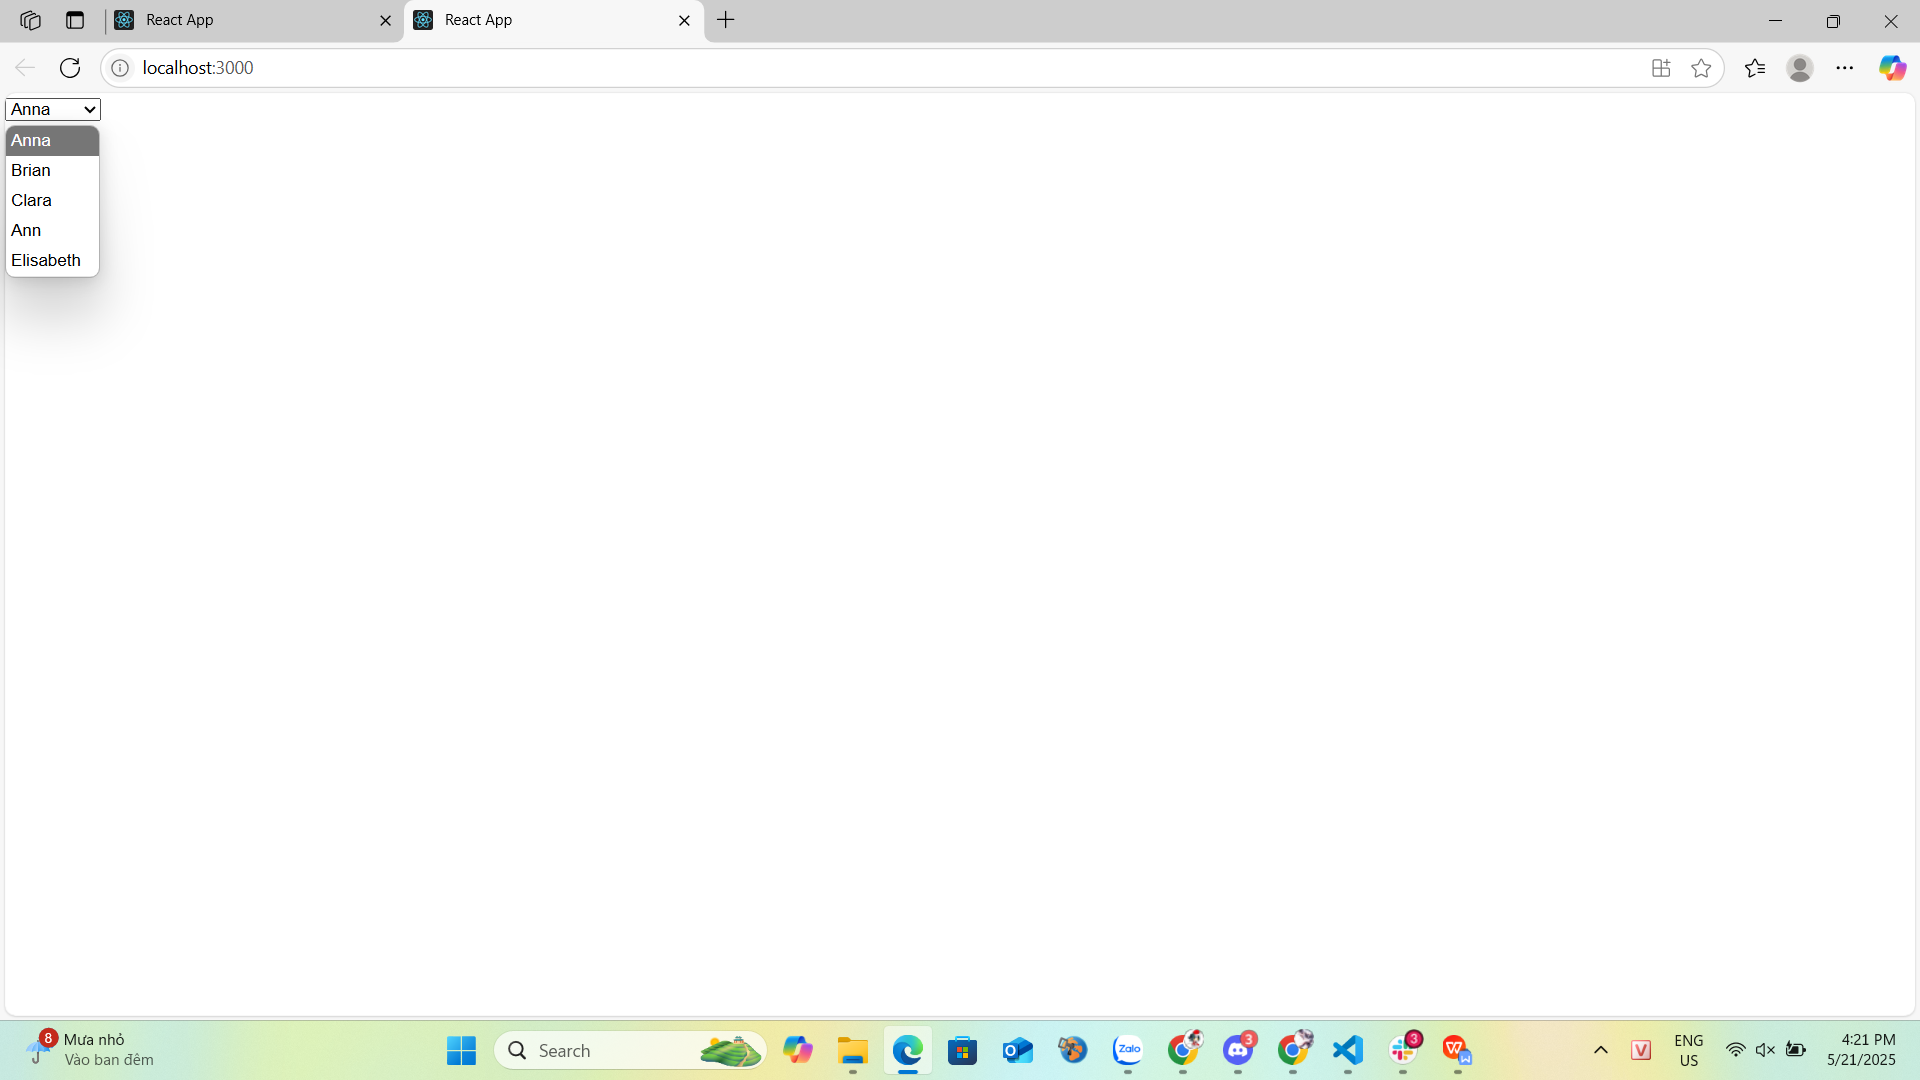 React App
React App
localhost:3000
Anna
Anna
Brian
Clara
Ann
Elisabeth
8
Mưa nhỏ
Vào ban đêm
Search
Zalo
3
3
W
V
ENG
US
4:21 PM
5/21/2025